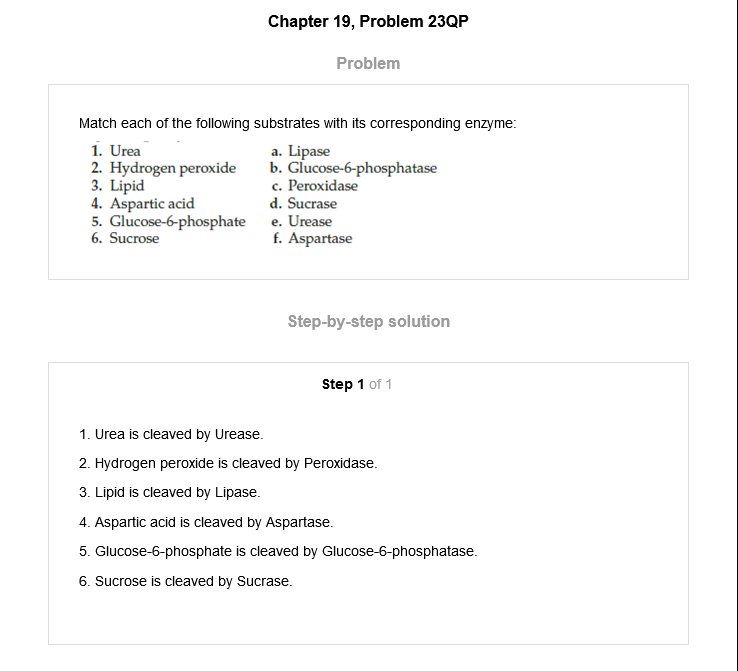 Chapter 19, Problem 23QP
Problem
Match each of the following substrates with its corresponding enzyme:
1. Urea a. Lipase
2. Hydrogen peroxide b. Glucose-6-phosphatase
3. Lipid c. Peroxidase
4. Aspartic acid d. Sucrase
5. Glucose-6-phosphate e. Urease
6. Sucrose f. Aspartase
Step-by-step solution
Step 1 of 1
1. Urea is cleaved by Urease.
2. Hydrogen peroxide is cleaved by Peroxidase.
3. Lipid is cleaved by Lipase.
4. Aspartic acid is cleaved by Aspartase.
5. Glucose-6-phosphate is cleaved by Glucose-6-phosphatase.
6. Sucrose is cleaved by Sucrase.